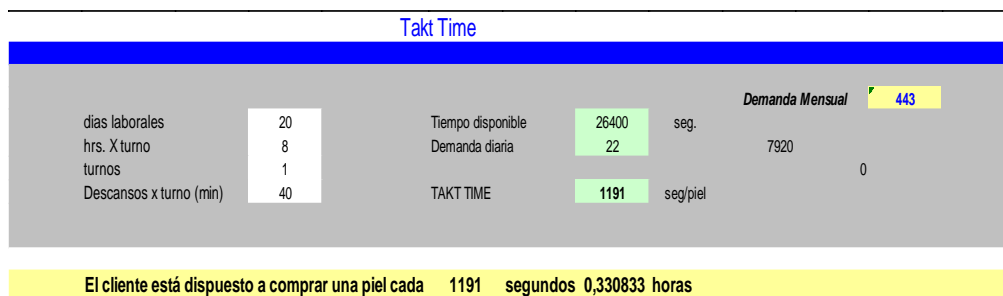 Takt Time
Demanda Mensual 443
dias laborales 20 Tiempo disponible 26400 seg.
hrs. X turno 8 Demanda diaria 22 7920
turnos 1 0
Descansos x turno (min) 40 TAKT TIME 1191 seg/piel
El cliente está dispuesto a comprar una piel cada 1191 segundos 0,330833 horas